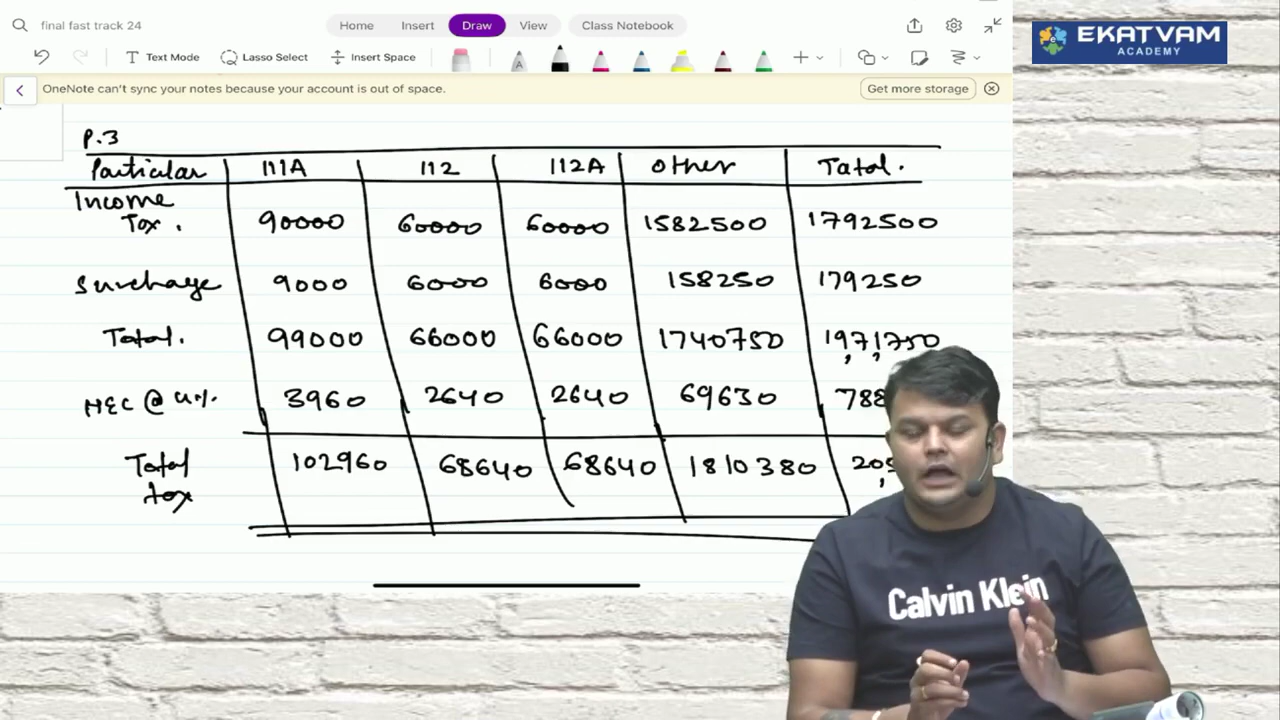 final fast track 24
Home Insert Draw View Class Notebook
Text Mode Lasso Select Insert Space
OneNote can't sync your notes because your account is out of space. Get more storage
EKATVAM
ACADEMY
P.3
Particular 111A 112 112A Other Tatal.
Income
Tax. 90000 60000 60000 1582500 1792500
Surcharge 9000 6000 6000 158250 179250
Total. 99000 66000 66000 1740750 1971750
HEC @ 4% 3960 2640 2640 69630 788
Total 102960 68640 68640 1810380 205
tax
Calvin Klein